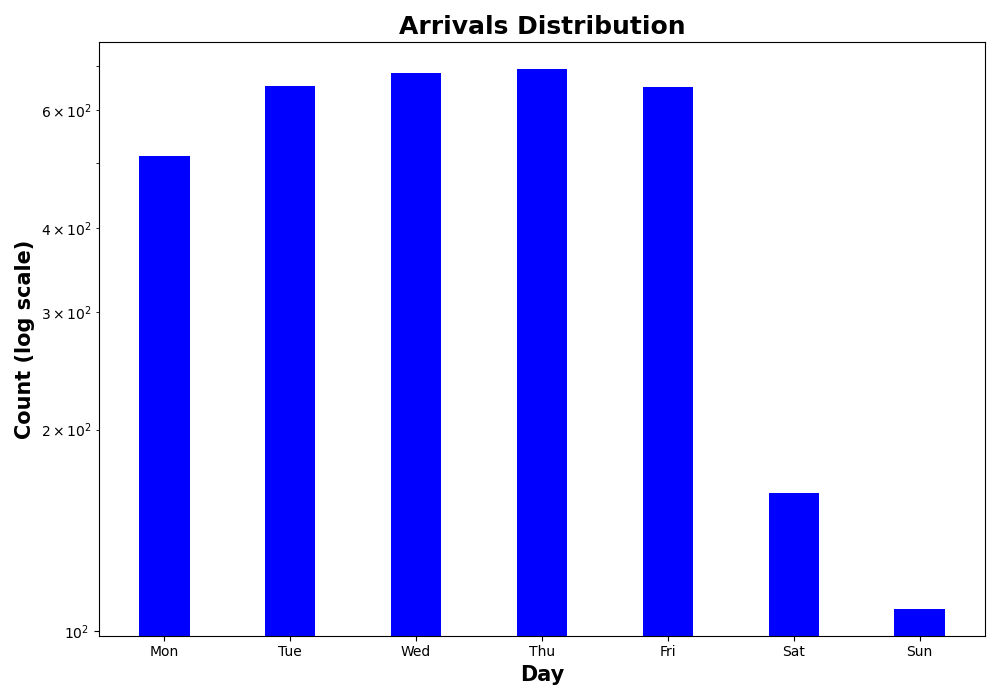 Arrivals Distribution
Count (log scale)
6 × 10²
4 × 10²
3 × 10²
2 × 10²
10²
Mon Tue Wed Thu Fri Sat Sun
Day